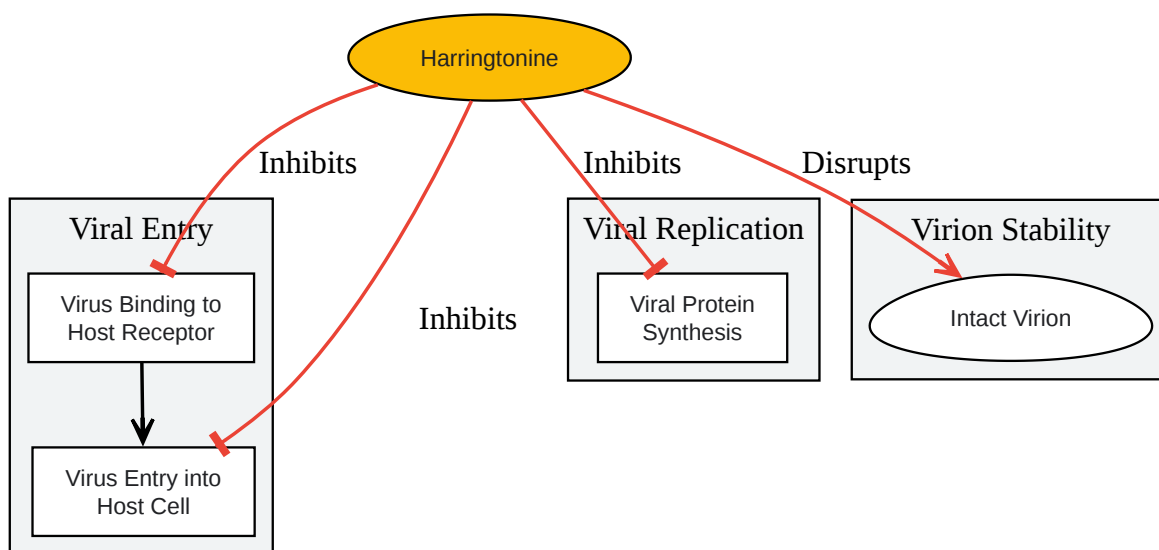 Harringtonine
Inhibits
Inhibits
Disrupts
Viral Entry
Viral Replication
Virion Stability
Virus Binding to
Host Receptor
Inhibits
Viral Protein
Synthesis
Intact Virion
Virus Entry into
Host Cell